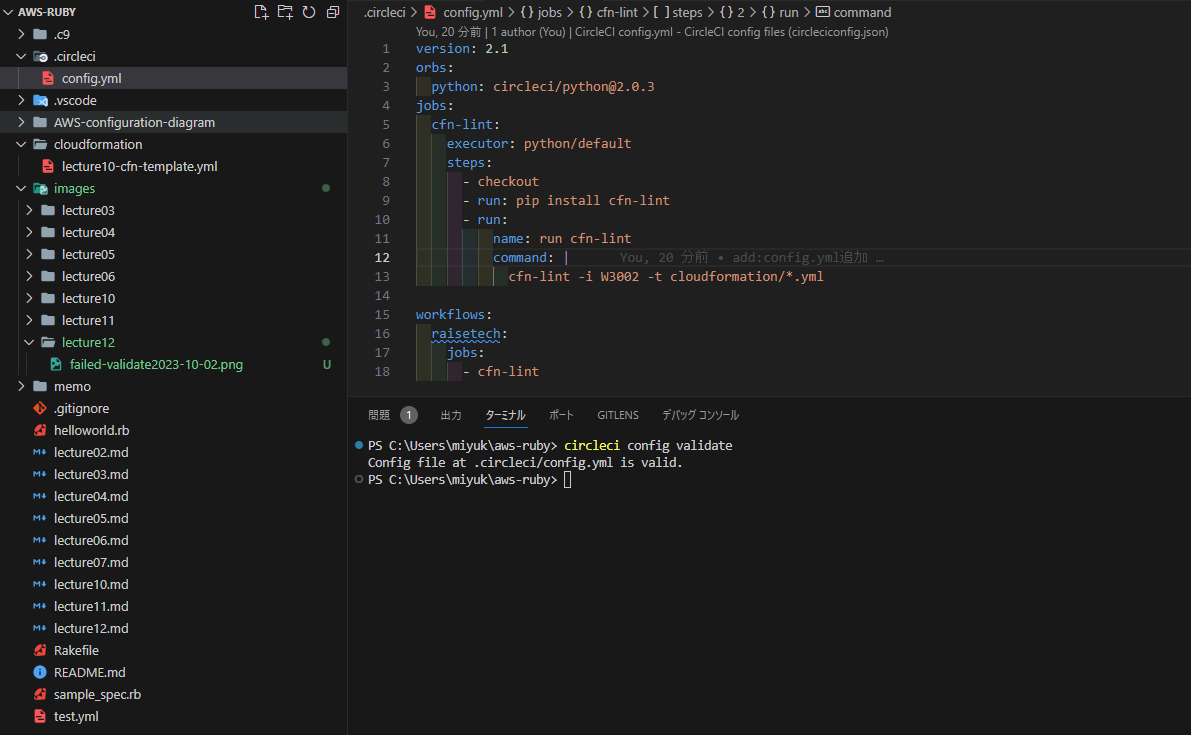 AWS-RUBY
.c9
.circleci
config.yml
.vscode
AWS-configuration-diagram
cloudformation
lecture10-cfn-template.yml
images
lecture03
lecture04
lecture05
lecture06
lecture10
lecture11
lecture12
failed-validate2023-10-02.png U
memo
.gitignore
helloworld.rb
lecture02.md
lecture03.md
lecture04.md
lecture05.md
lecture06.md
lecture07.md
lecture10.md
lecture11.md
lecture12.md
Rakefile
README.md
sample_spec.rb
test.yml
.circleci > config.yml > {} jobs > {} cfn-lint > [ ] steps > {} 2 > {} run > abc command
You, 20 分前 | 1 author (You) | CircleCI config.yml - CircleCI config files (circleciconfig.json)
1 version: 2.1
2 orbs:
3 python: circleci/python@2.0.3
4 jobs:
5 cfn-lint:
6 executor: python/default
7 steps:
8 - checkout
9 - run: pip install cfn-lint
10 - run:
11 name: run cfn-lint
12 command: | You, 20 分前 • add:config.yml追加 …
13 cfn-lint -i W3002 -t cloudformation/*.yml
14
15 workflows:
16 raisetech:
17 jobs:
18 - cfn-lint
問題 1 出力 ターミナル ポート GITLENS デバッグ コンソール
PS C:\Users\miyuk\aws-ruby> circleci config validate
Config file at .circleci/config.yml is valid.
PS C:\Users\miyuk\aws-ruby>